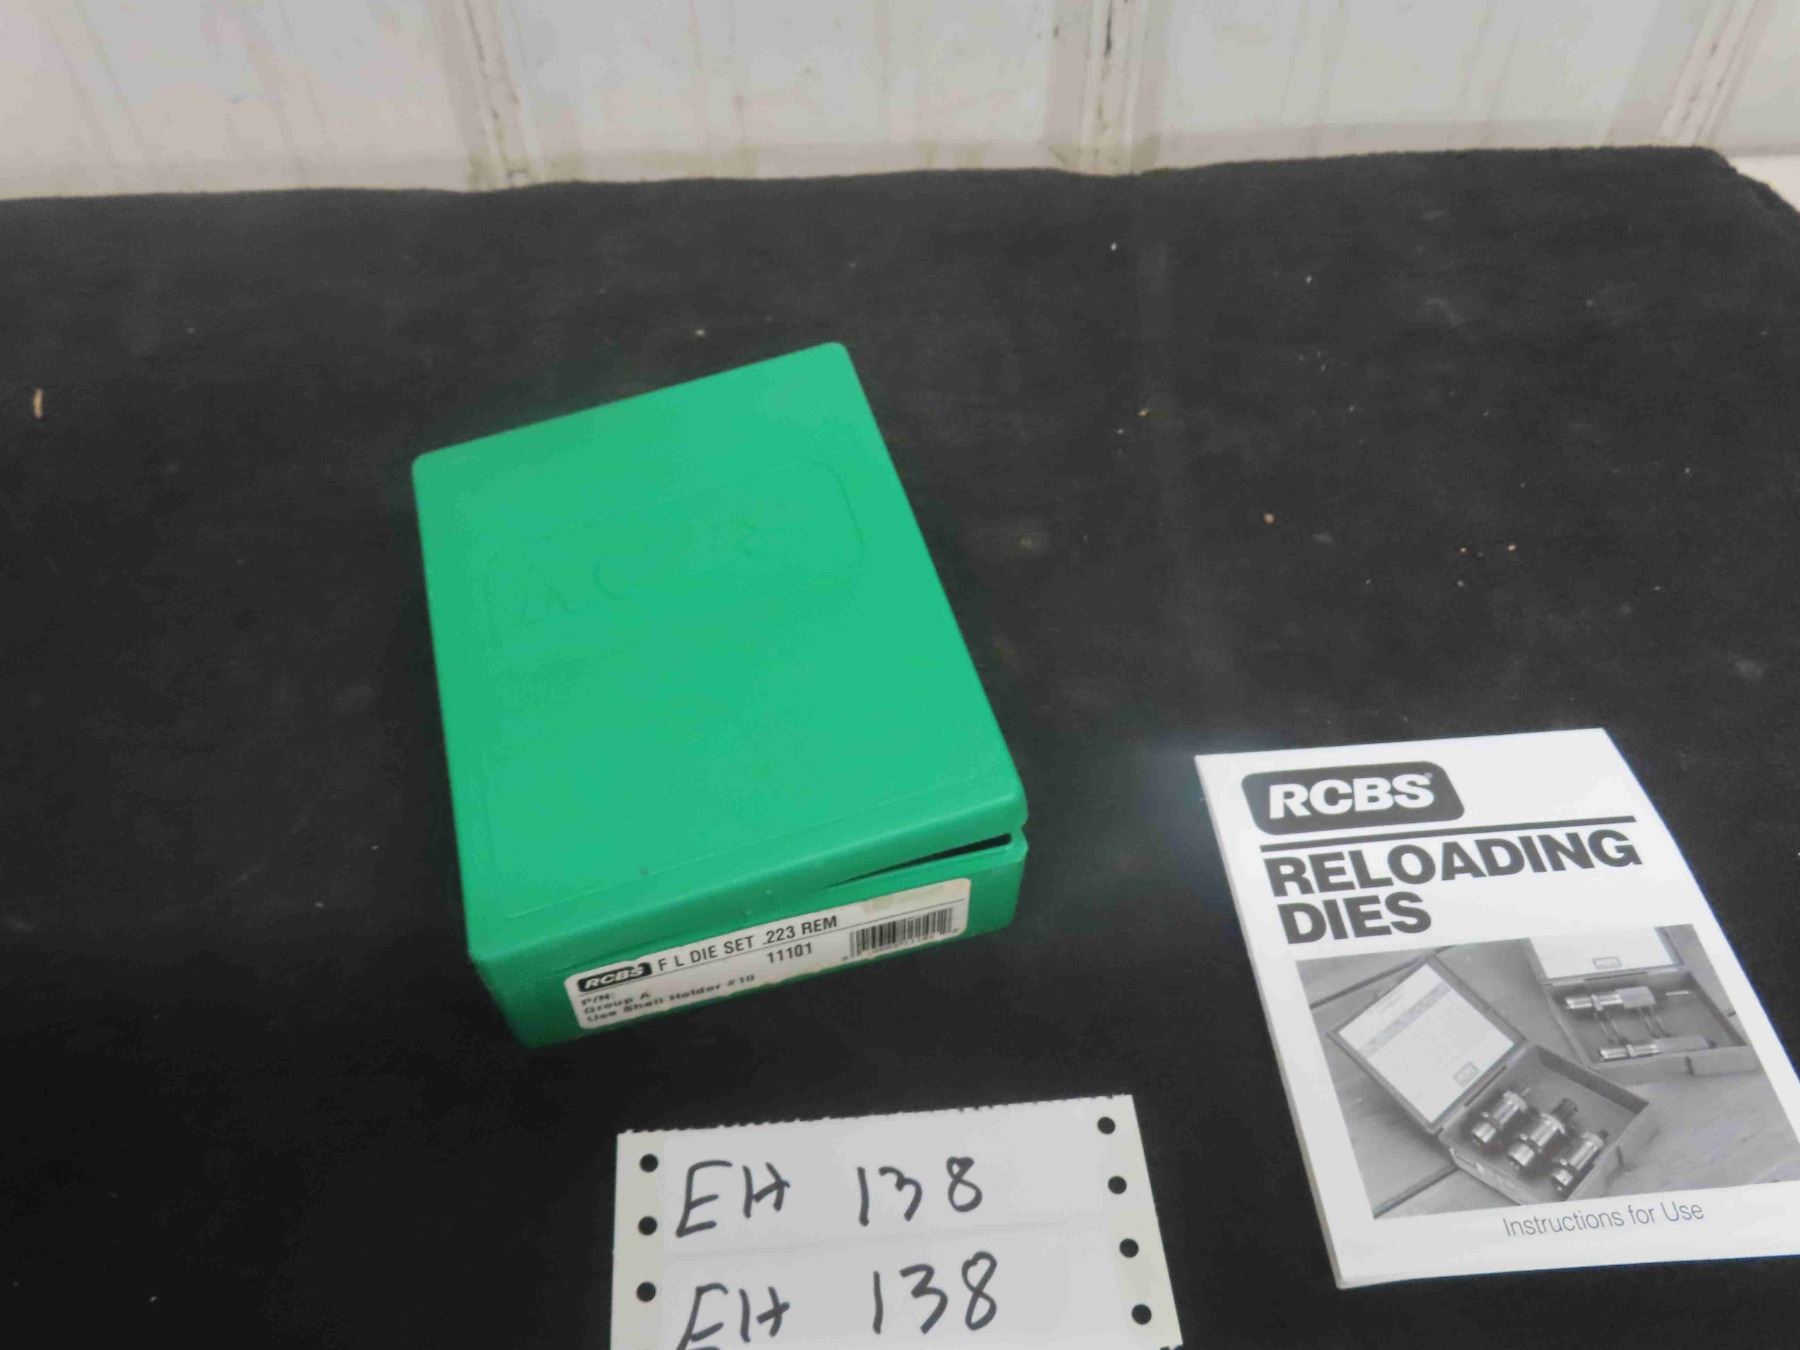 RCBS F L DIE SET .223 REM
P/N: 11101
Group A
Use Shell Holder #10
RCBS
RELOADING
DIES
Instructions for Use
EH 138
EH 138